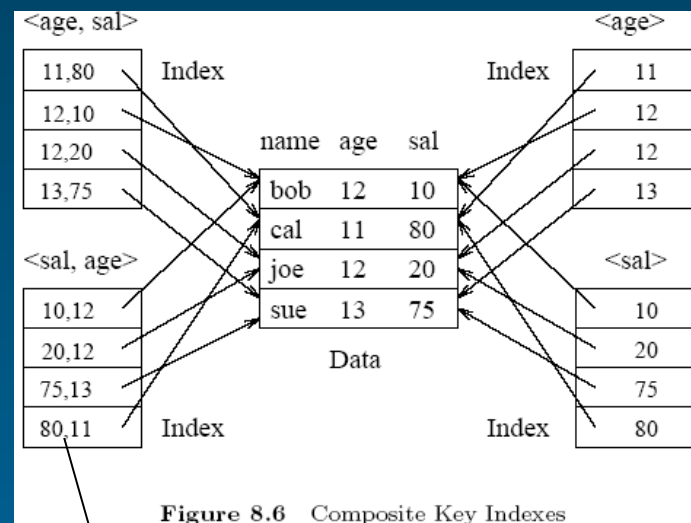 <age, sal>
11,80
12,10
12,20
13,75
Index
<sal, age>
10,12
20,12
75,13
80,11
Index
name age sal
bob 12 10
cal 11 80
joe 12 20
sue 13 75
Data
<age>
Index
11
12
12
13
<sal>
10
20
75
80
Index
Figure 8.6 Composite Key Indexes